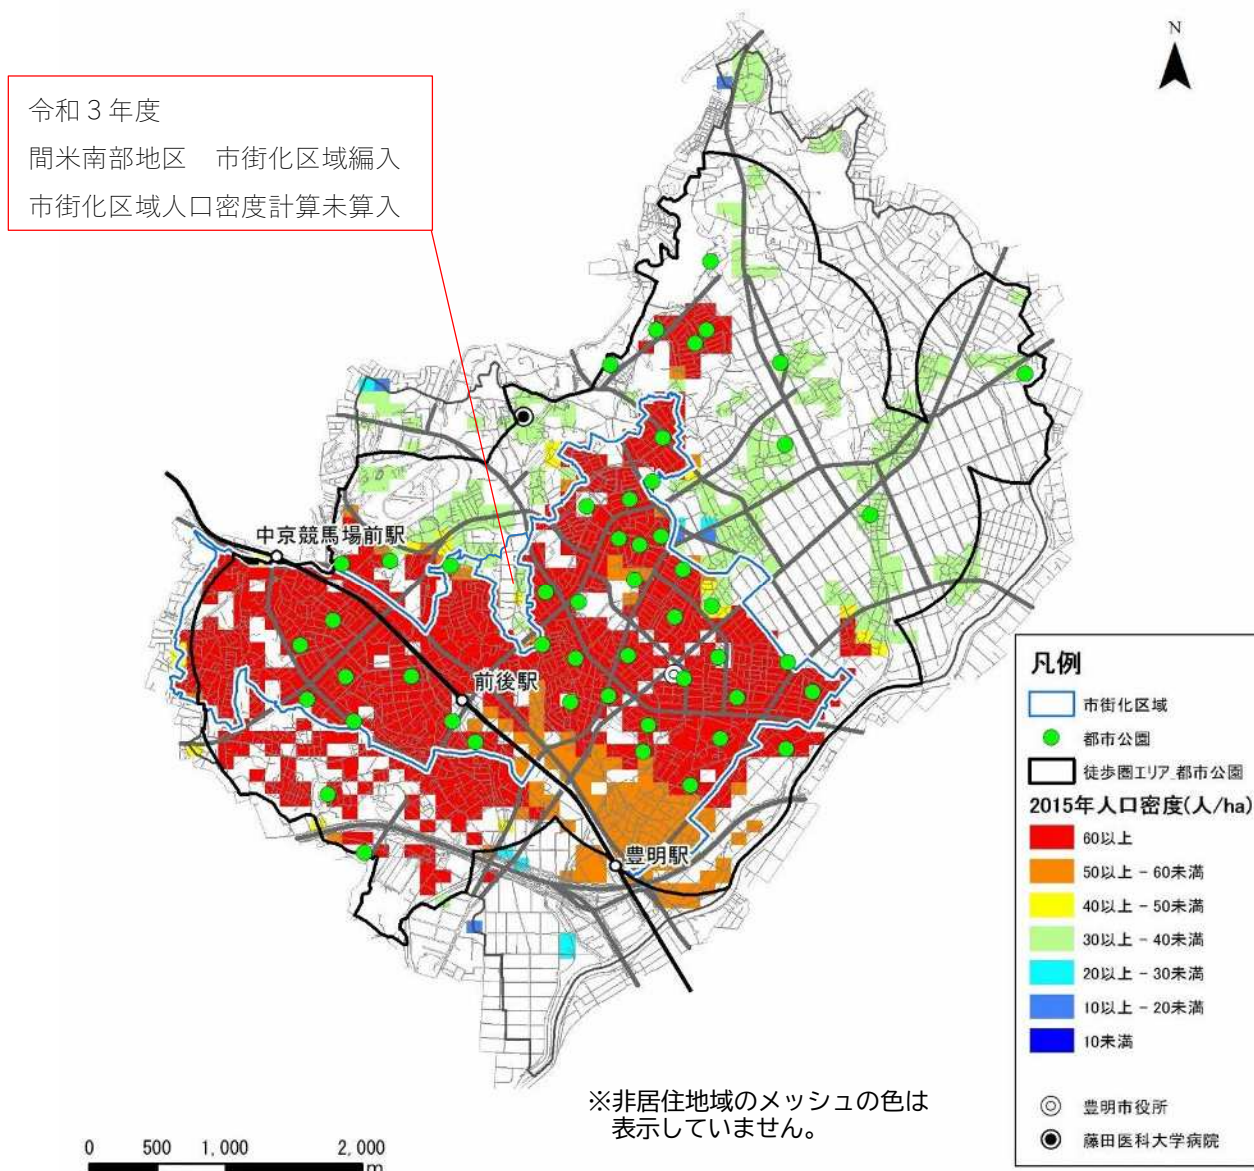 N
令和３年度
間米南部地区　市街化区域編入
市街化区域人口密度計算未算入
中京競馬場前駅
前後駅
豊明駅
凡例
市街化区域
都市公園
徒歩圏エリア_都市公園
2015年人口密度(人/ha)
60以上
50以上 - 60未満
40以上 - 50未満
30以上 - 40未満
20以上 - 30未満
10以上 - 20未満
10未満
豊明市役所
藤田医科大学病院
※非居住地域のメッシュの色は
表示していません。
0 500 1,000 2,000
m